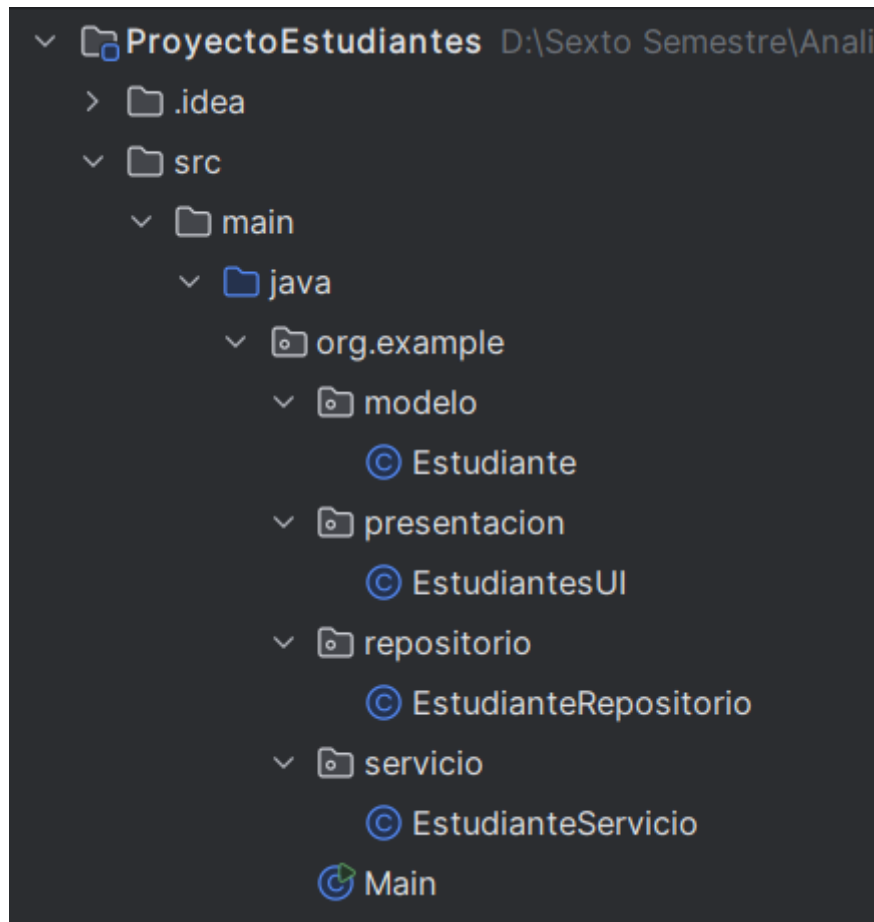 ProyectoEstudiantes D:\Sexto Semestre\Anali
.idea
src
main
java
org.example
modelo
Estudiante
presentacion
EstudiantesUI
repositorio
EstudianteRepositorio
servicio
EstudianteServicio
Main